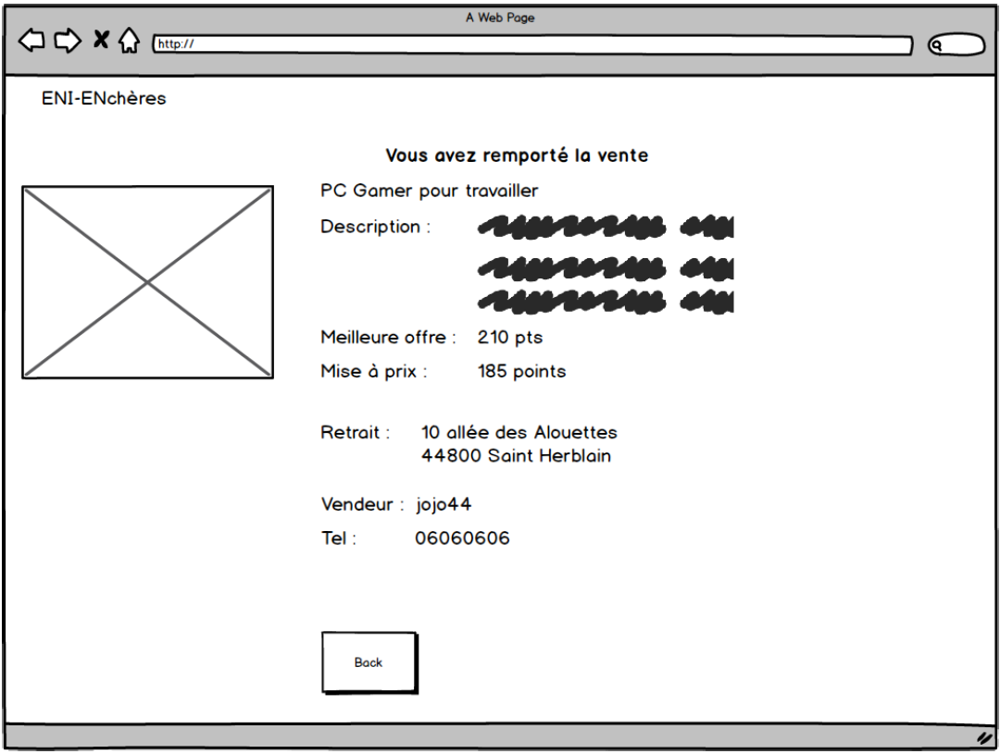 A Web Page
http://
ENI-ENchères
Vous avez remporté la vente
PC Gamer pour travailler
Description :
Meilleure offre : 210 pts
Mise à prix : 185 points
Retrait : 10 allée des Alouettes
44800 Saint Herblain
Vendeur : jojo44
Tel : 06060606
Back